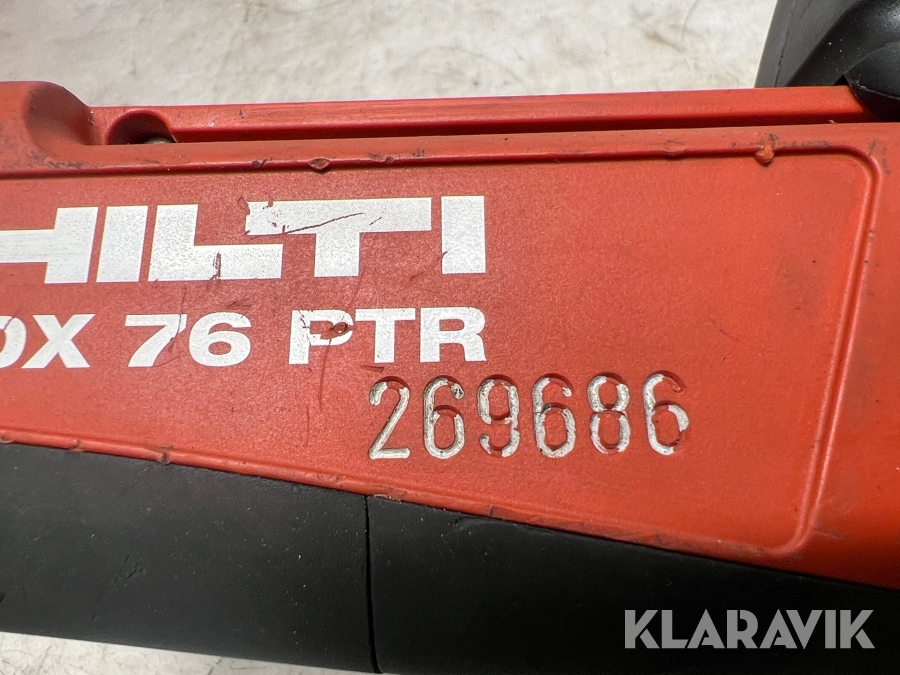 HILTI
DX 76 PTR
269686
KLARAVIK